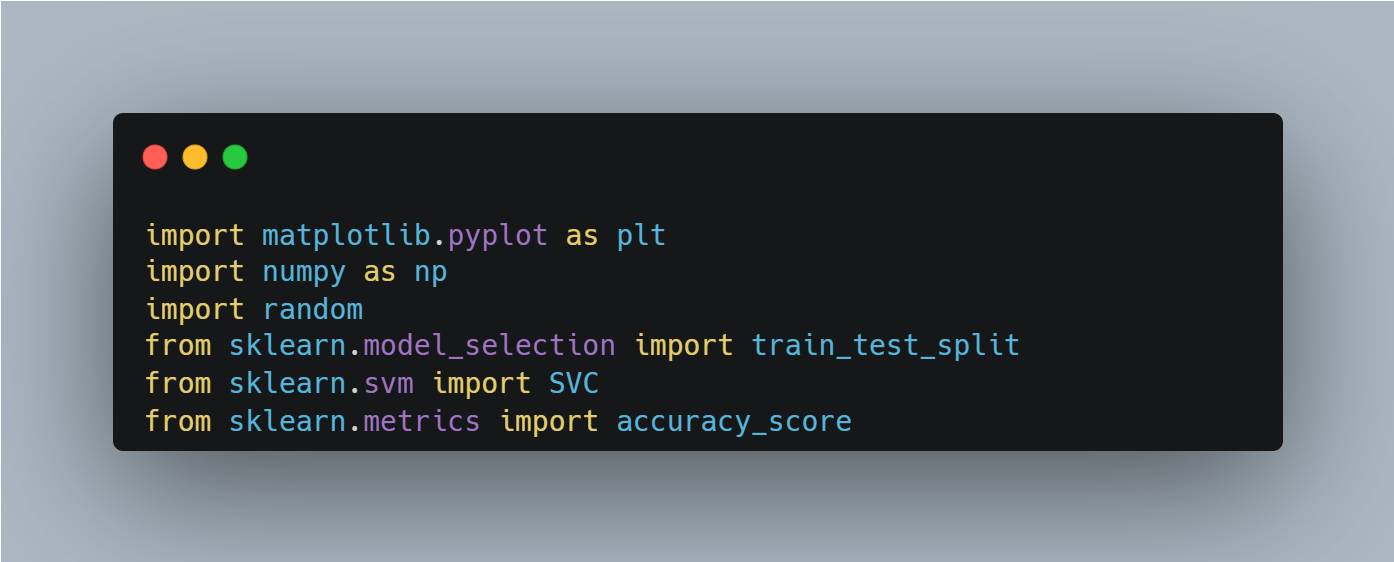 import matplotlib.pyplot as plt
import numpy as np
import random
from sklearn.model_selection import train_test_split
from sklearn.svm import SVC
from sklearn.metrics import accuracy_score